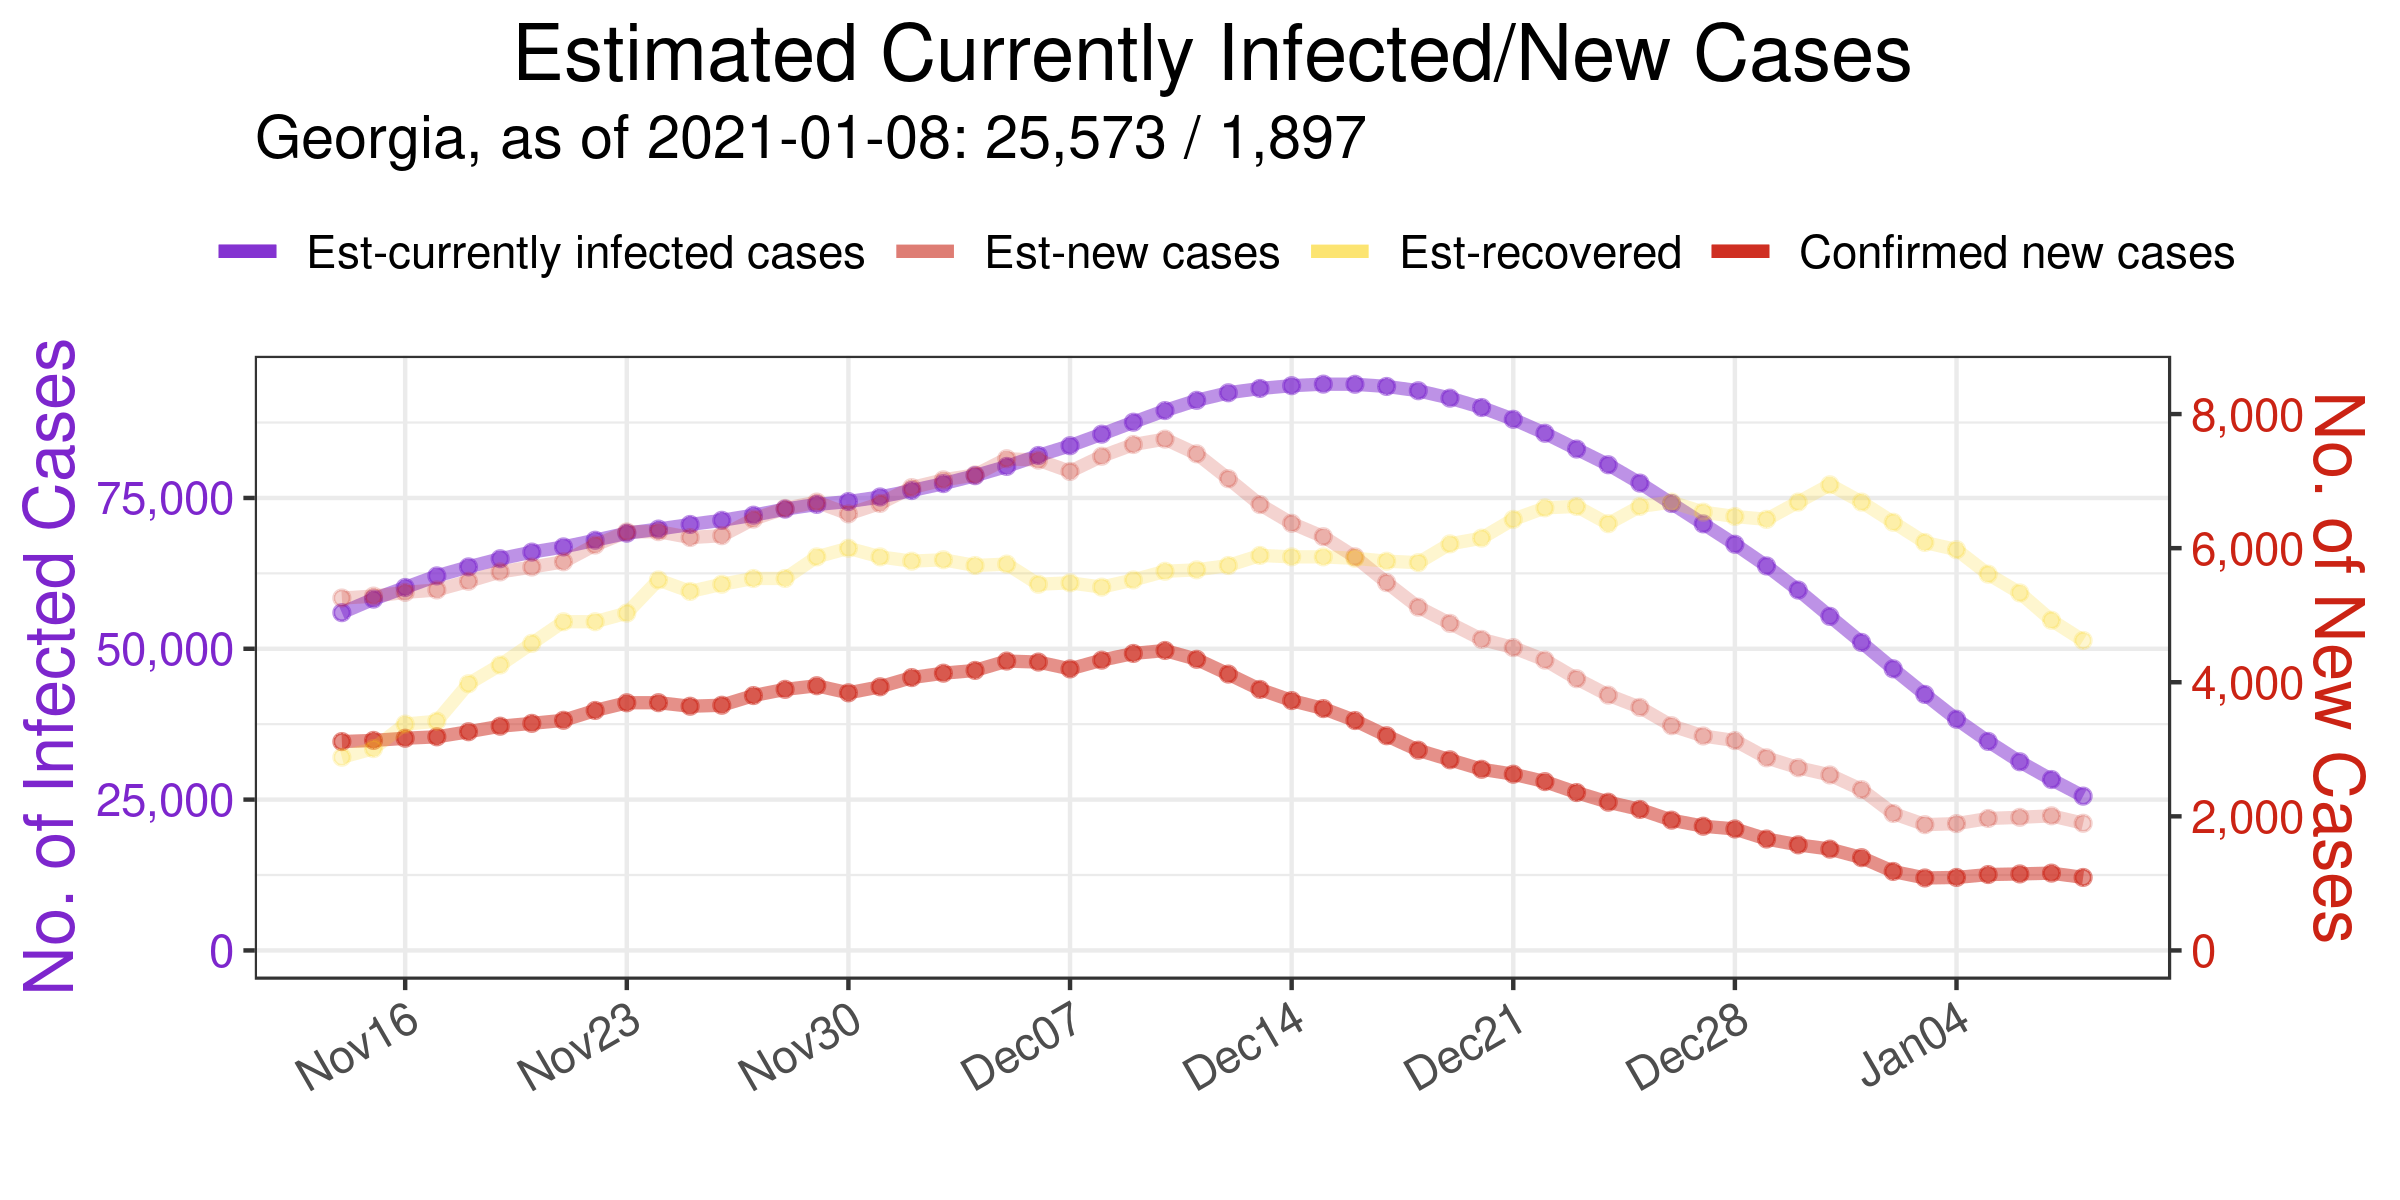 Estimated Currently Infected/New Cases
Georgia, as of 2021-01-08: 25,573 / 1,897
Est-currently infected cases
Est-new cases
Est-recovered
Confirmed new cases
No. of Infected Cases
75,000
50,000
25,000
0
8,000
6,000
4,000
2,000
0
No. of New Cases
Nov16
Nov23
Nov30
Dec07
Dec14
Dec21
Dec28
Jan04